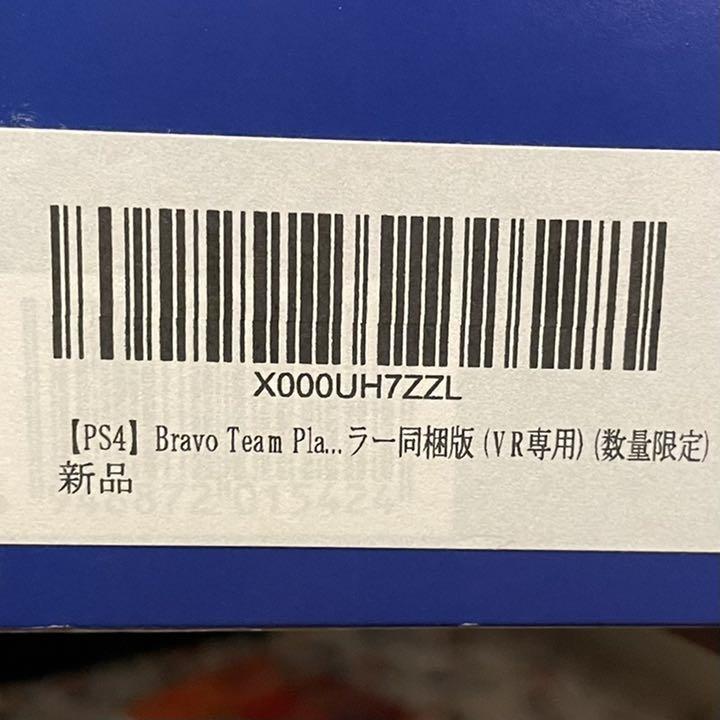 X000UH7ZZL
【PS4】Bravo Team Pla...ラー同梱版 (VR専用) (数量限定)
新品